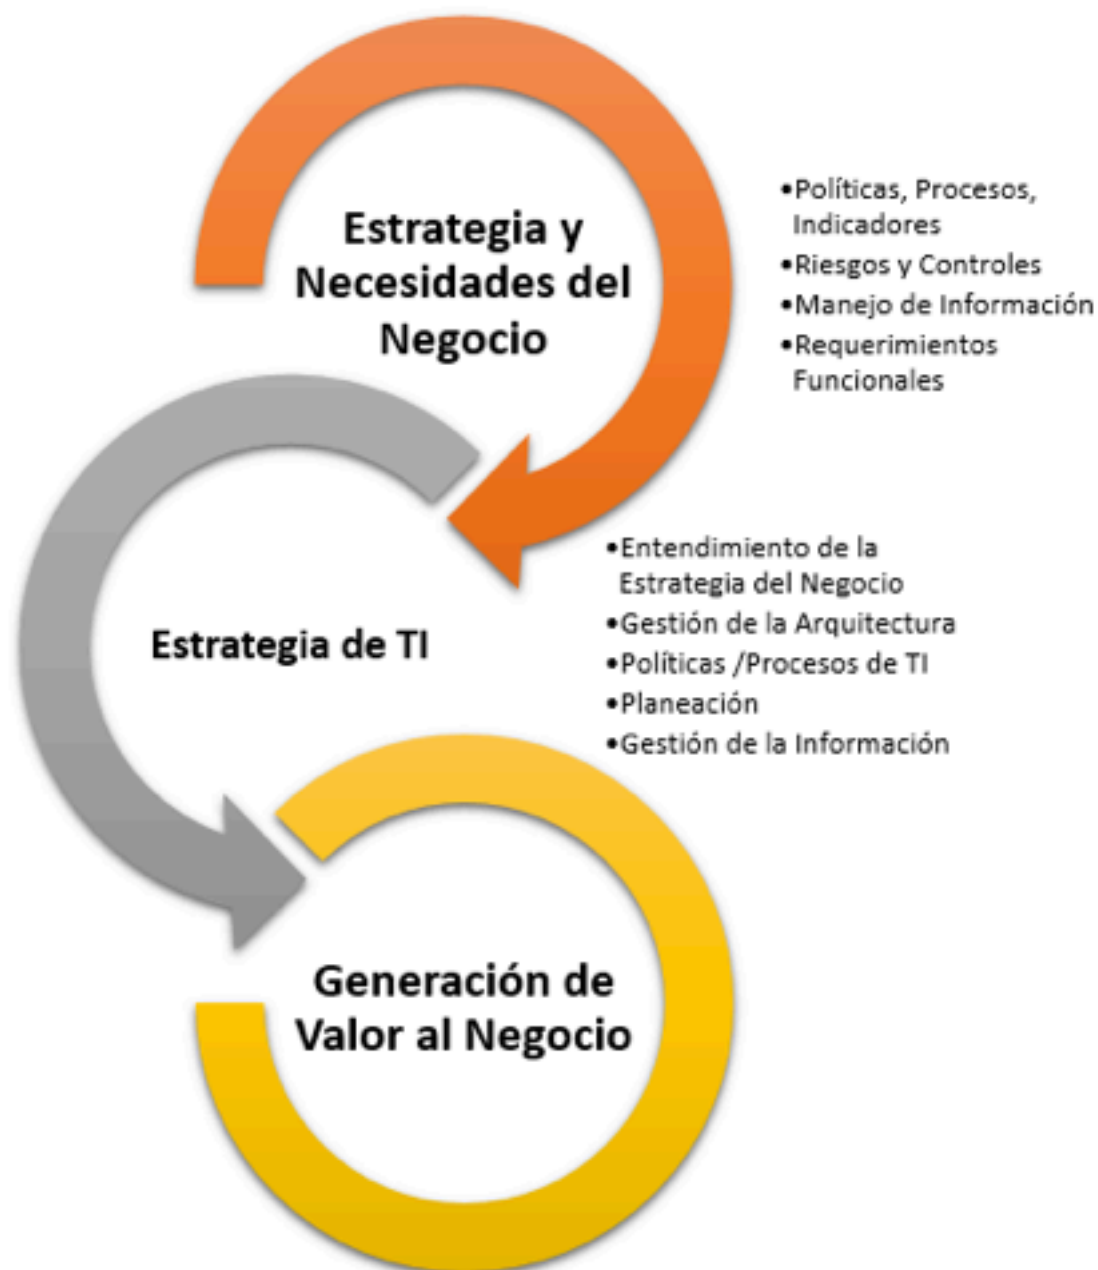 Estrategia y
Necesidades del
Negocio
•Políticas, Procesos,
Indicadores
•Riesgos y Controles
•Manejo de Información
•Requerimientos
Funcionales
Estrategia de TI
•Entendimiento de la
Estrategia del Negocio
•Gestión de la Arquitectura
•Políticas /Procesos de TI
•Planeación
•Gestión de la Información
Generación de
Valor al Negocio